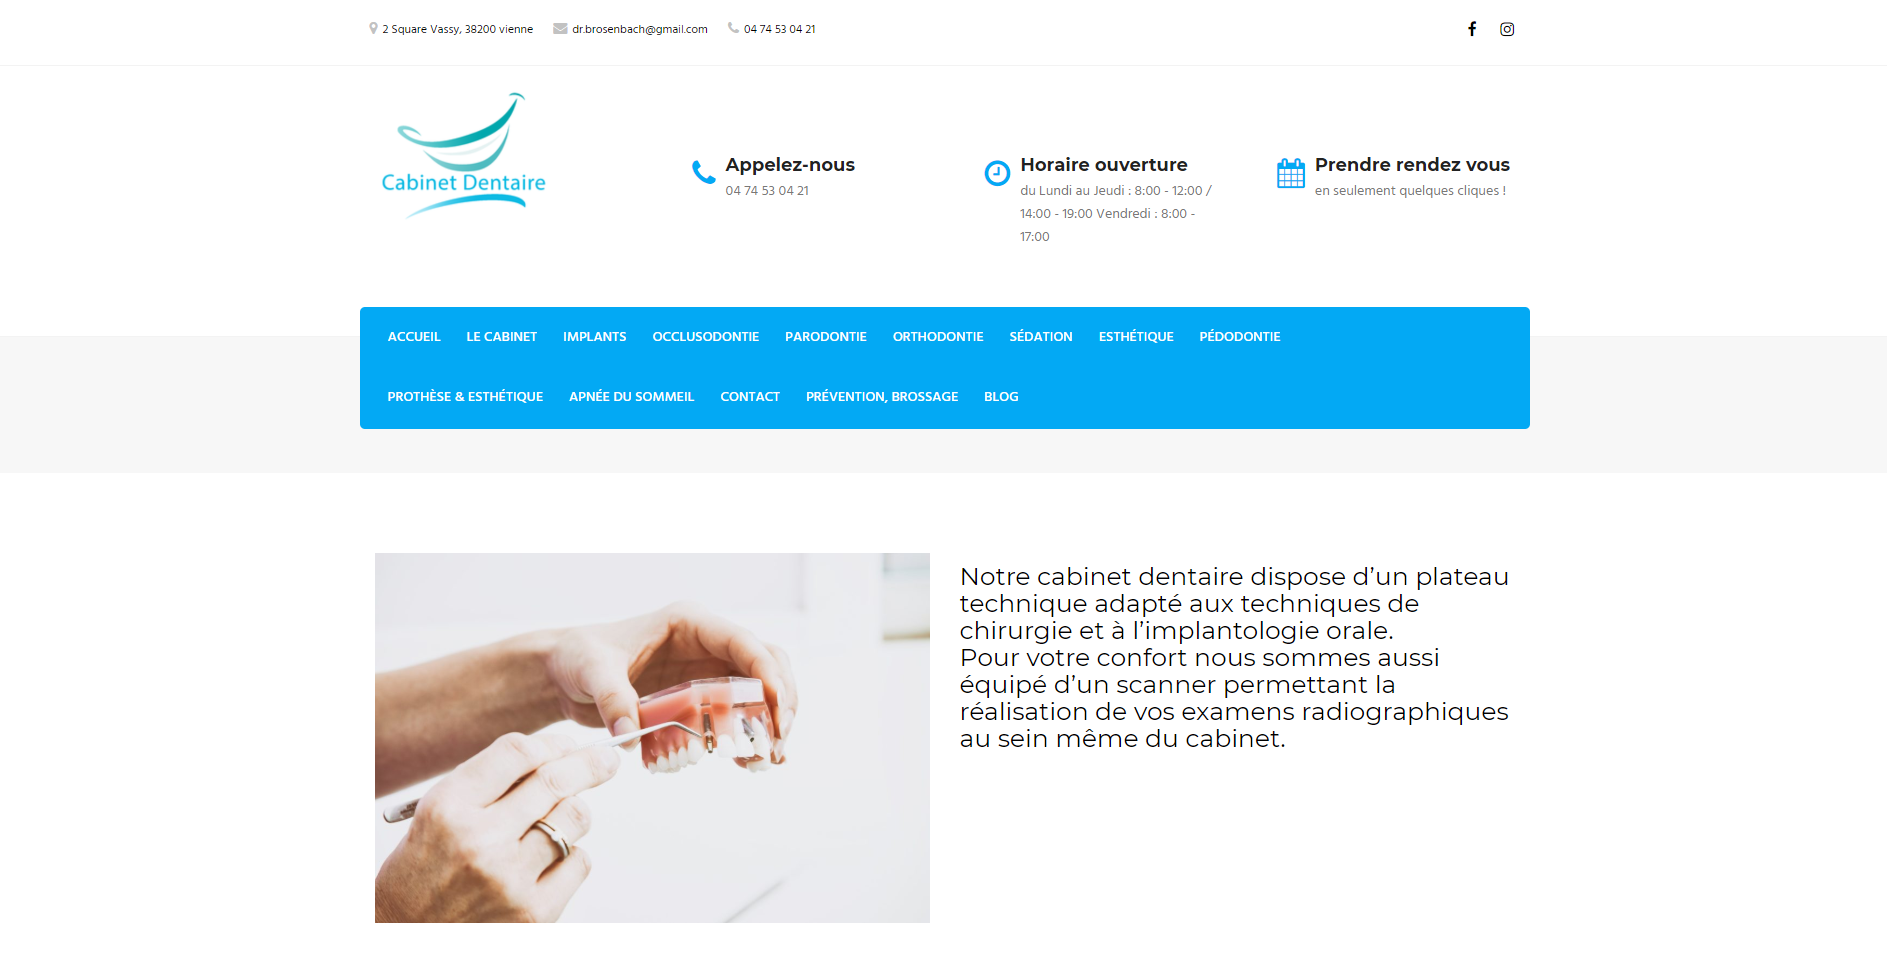 2 Square Vassy, 38200 vienne dr.brosenbach@gmail.com 04 74 53 04 21
Cabinet Dentaire
Appelez-nous
04 74 53 04 21
Horaire ouverture
du Lundi au Jeudi : 8:00 - 12:00 /
14:00 - 19:00 Vendredi : 8:00 -
17:00
Prendre rendez vous
en seulement quelques cliques !
ACCUEIL LE CABINET IMPLANTS OCCLUSODONTIE PARODONTIE ORTHODONTIE SÉDATION ESTHÉTIQUE PÉDODONTIE
PROTHÈSE & ESTHÉTIQUE APNÉE DU SOMMEIL CONTACT PRÉVENTION, BROSSAGE BLOG
Notre cabinet dentaire dispose d’un plateau
technique adapté aux techniques de
chirurgie et à l’implantologie orale.
Pour votre confort nous sommes aussi
équipé d’un scanner permettant la
réalisation de vos examens radiographiques
au sein même du cabinet.